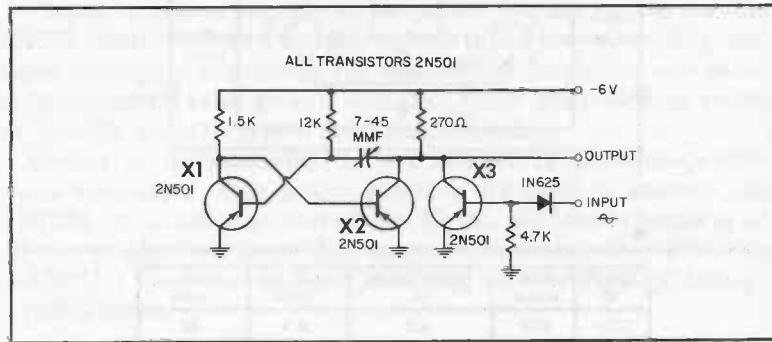 ALL TRANSISTORS 2N501
-6V
1.5K
12K
7-45
MMF
270Ω
OUTPUT
X1
X3
1N625
2N501
INPUT
X2
2N501
2N501
4.7K